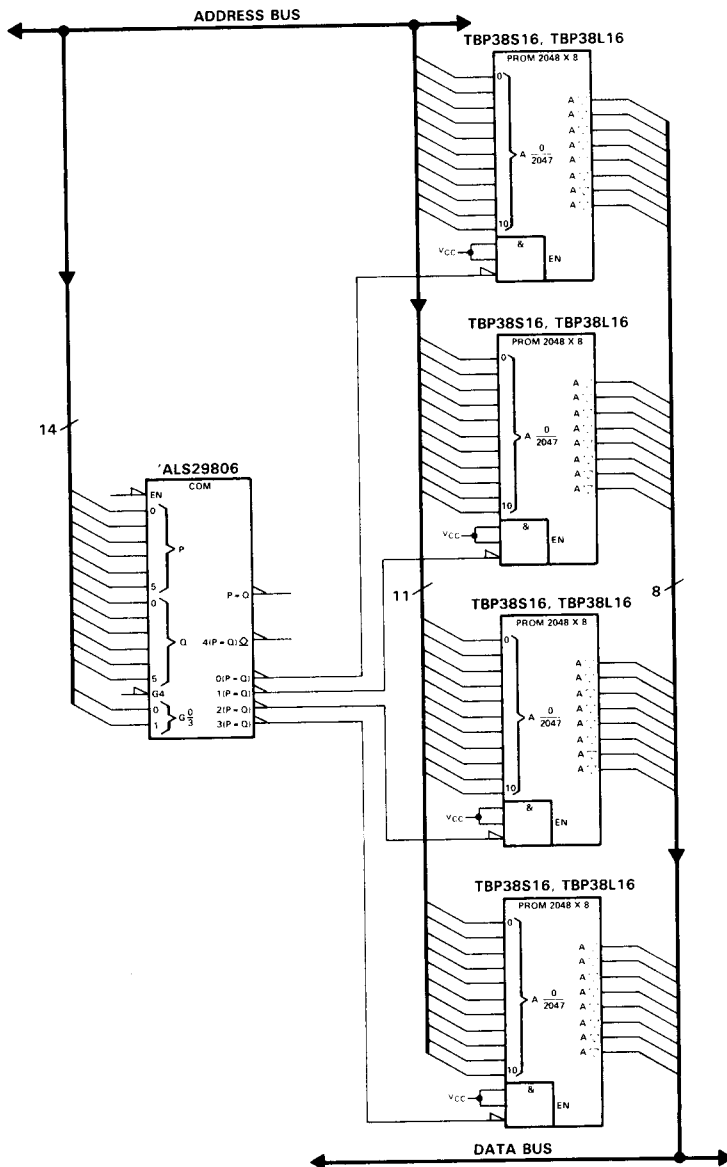 ADDRESS BUS
TBP38S16, TBP38L16
PROM 2048 X 8
0
A 0/2047
10
A
A
A
A
A
A
A
A
&
VCC
EN
TBP38S16, TBP38L16
PROM 2048 X 8
0
A 0/2047
10
A
A
A
A
A
A
A
A
&
VCC
EN
14
'ALS29806
COM
EN
0
P
5
0
Q
5
G4
0
G 0/3
1
P = Q
4(P = Q)
0(P = Q)
1(P = Q)
2(P = Q)
3(P = Q)
11
8
TBP38S16, TBP38L16
PROM 2048 X 8
0
A 0/2047
10
A
A
A
A
A
A
A
A
&
VCC
EN
TBP38S16, TBP38L16
PROM 2048 X 8
0
A 0/2047
10
A
A
A
A
A
A
A
A
&
VCC
EN
DATA BUS